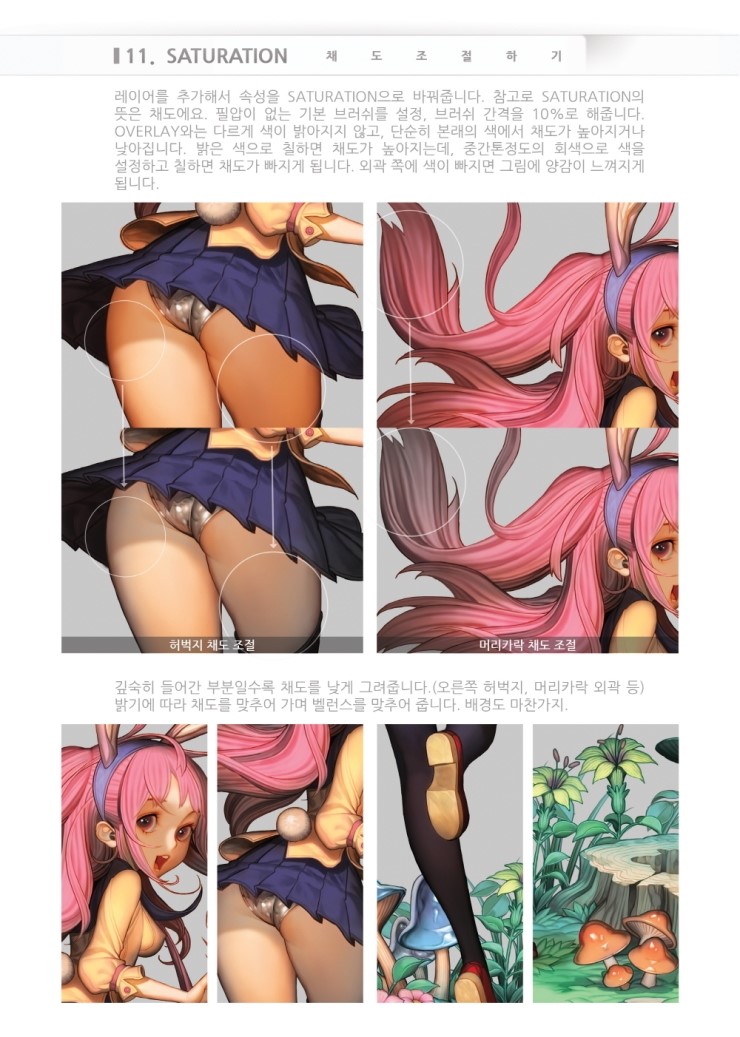 11. SATURATION 채 도 조 절 하 기
레이어를 추가해서 속성을 SATURATION으로 바꿔줍니다. 참고로 SATURATION의
뜻은 채도에요. 필압이 없는 기본 브러쉬를 설정, 브러쉬 간격을 10%로 해줍니다.
OVERLAY와는 다르게 색이 밝아지지 않고, 단순히 본래의 색에서 채도가 높아지거나
낮아집니다. 밝은 색으로 칠하면 채도가 높아지는데, 중간톤정도의 회색으로 색을
설정하고 칠하면 채도가 빠지게 됩니다. 외곽 쪽에 색이 빠지면 그림에 양감이 느껴지게
됩니다.
허벅지 채도 조절
머리카락 채도 조절
깊숙히 들어간 부분일수록 채도를 낮게 그려줍니다.(오른쪽 허벅지, 머리카락 외곽 등)
밝기에 따라 채도를 맞추어 가며 벨런스를 맞추어 줍니다. 배경도 마찬가지.